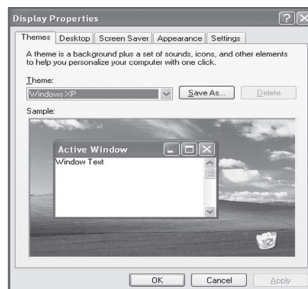 Display Properties
Themes Desktop Screen Saver Appearance Settings
A theme is a background plus a set of sounds, icons, and other elements
to help you personalize your computer with one click.
Theme:
Windows XP Save As... Delete
Sample:
Active Window
Window Text
OK Cancel Apply